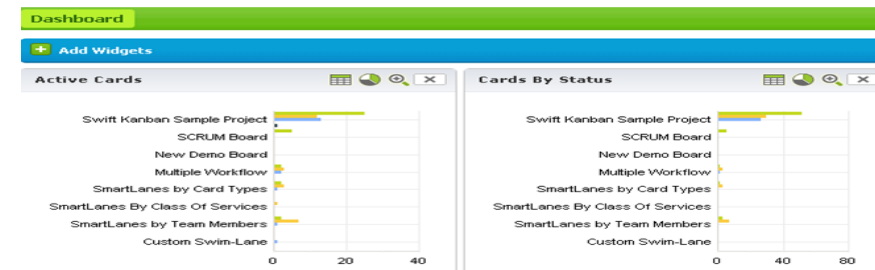 Dashboard
Add Widgets
Active Cards
Swift Kanban Sample Project
SCRUM Board
New Demo Board
Multiple Workflow
SmartLanes by Card Types
SmartLanes By Class Of Services
SmartLanes by Team Members
Custom Swim-Lane
0 20 40
Cards By Status
Swift Kanban Sample Project
SCRUM Board
New Demo Board
Multiple Workflow
SmartLanes by Card Types
SmartLanes By Class Of Services
SmartLanes by Team Members
Custom Swim-Lane
0 40 80